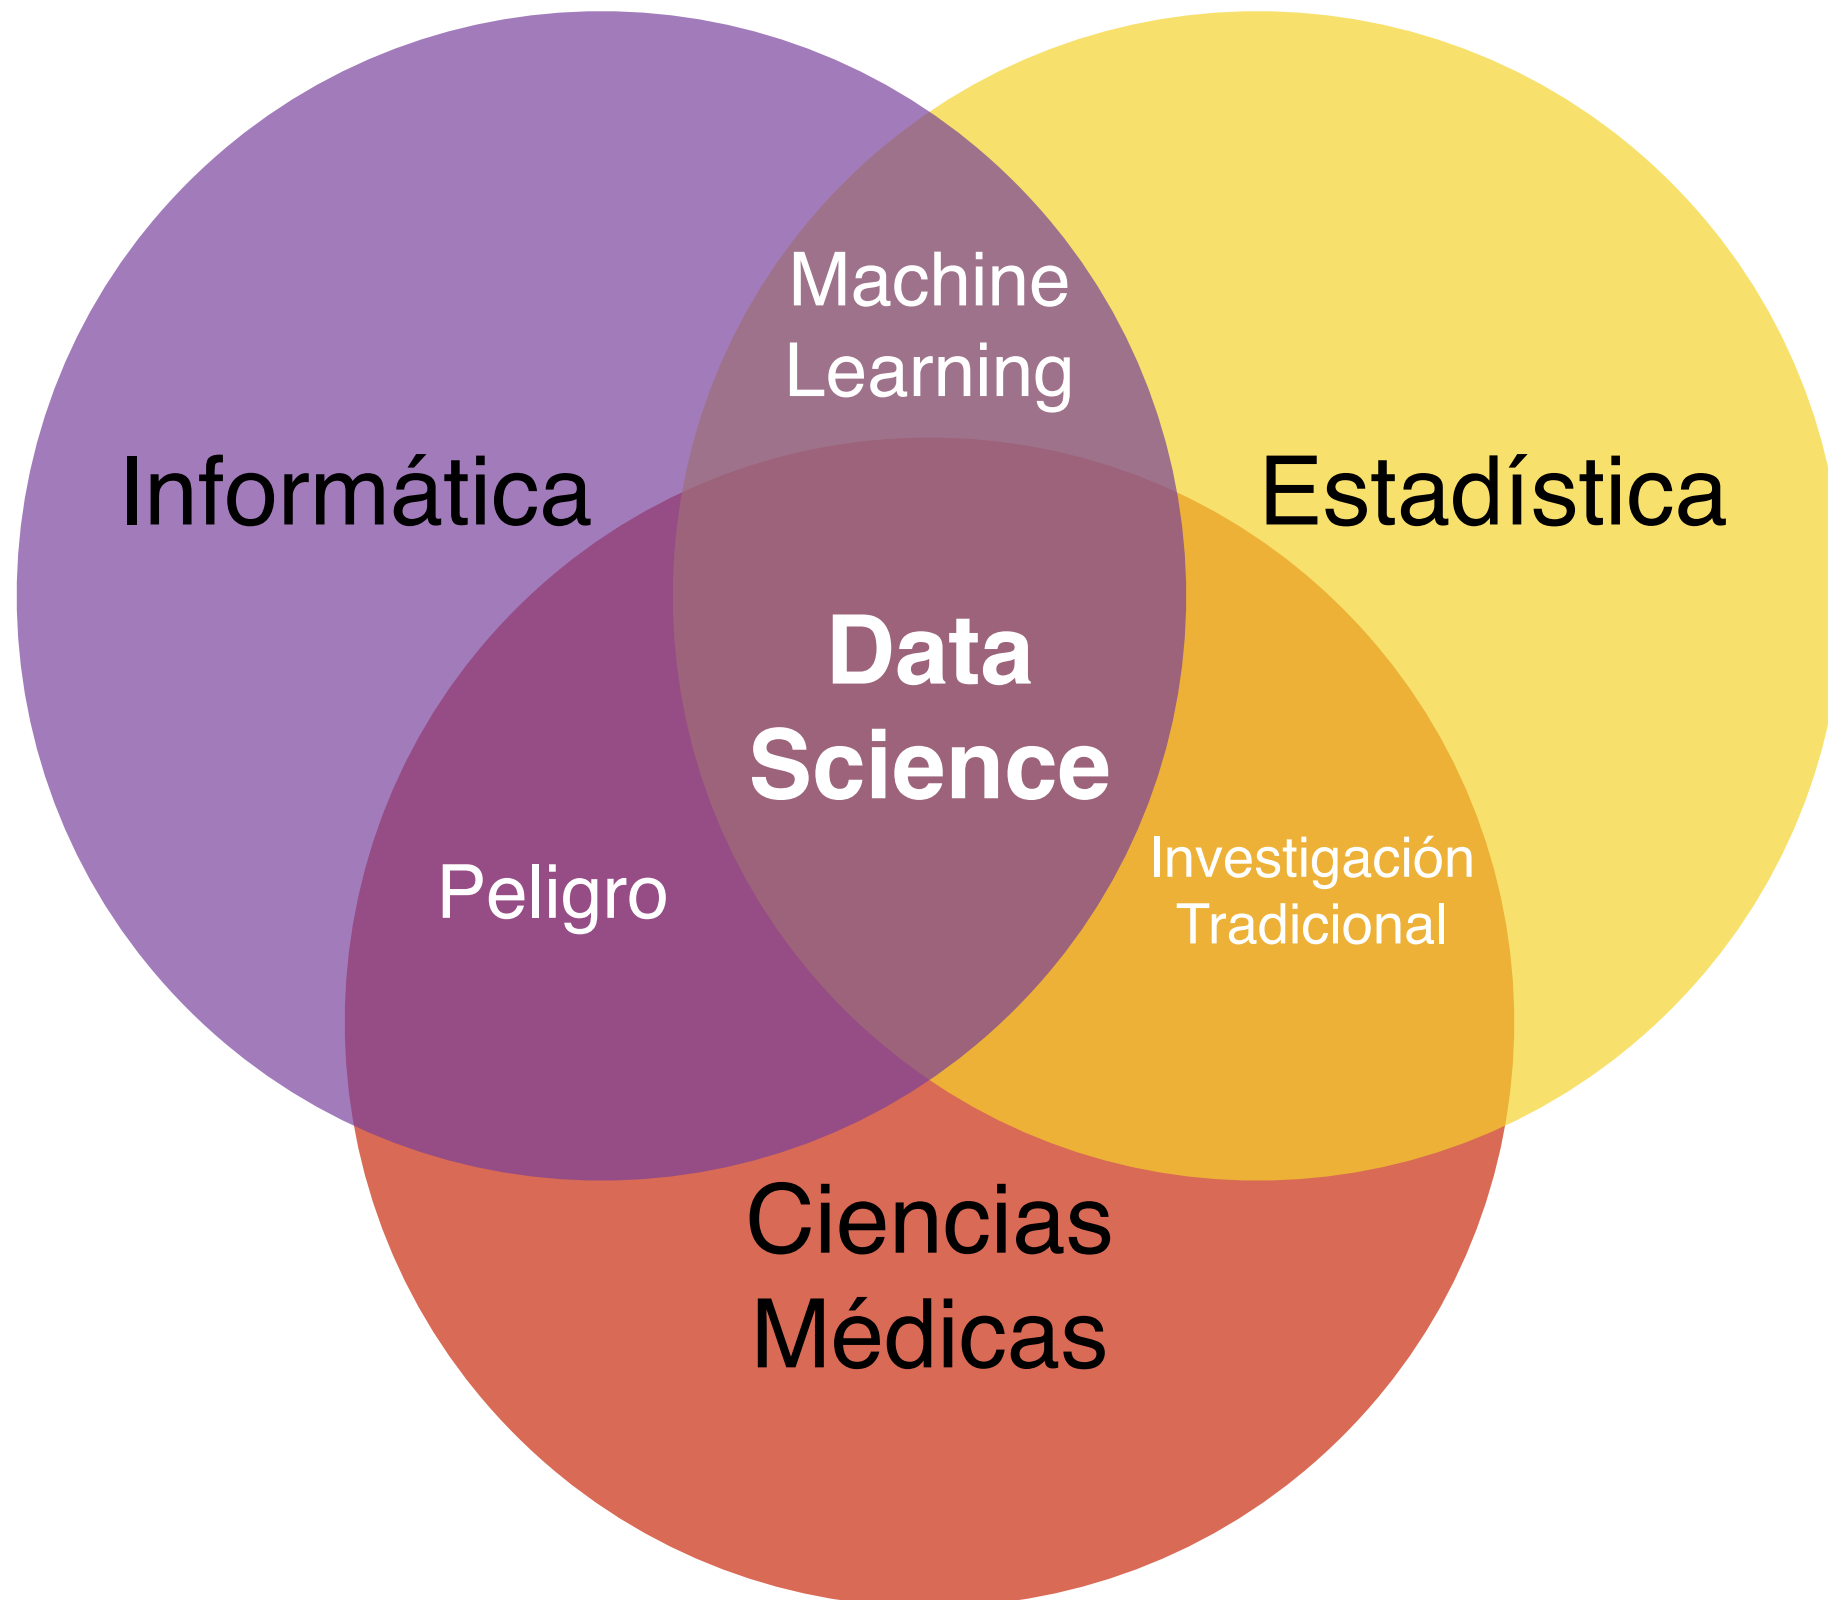 Machine
Learning
Informática
Estadística
Data
Science
Peligro
Investigación
Tradicional
Ciencias
Médicas